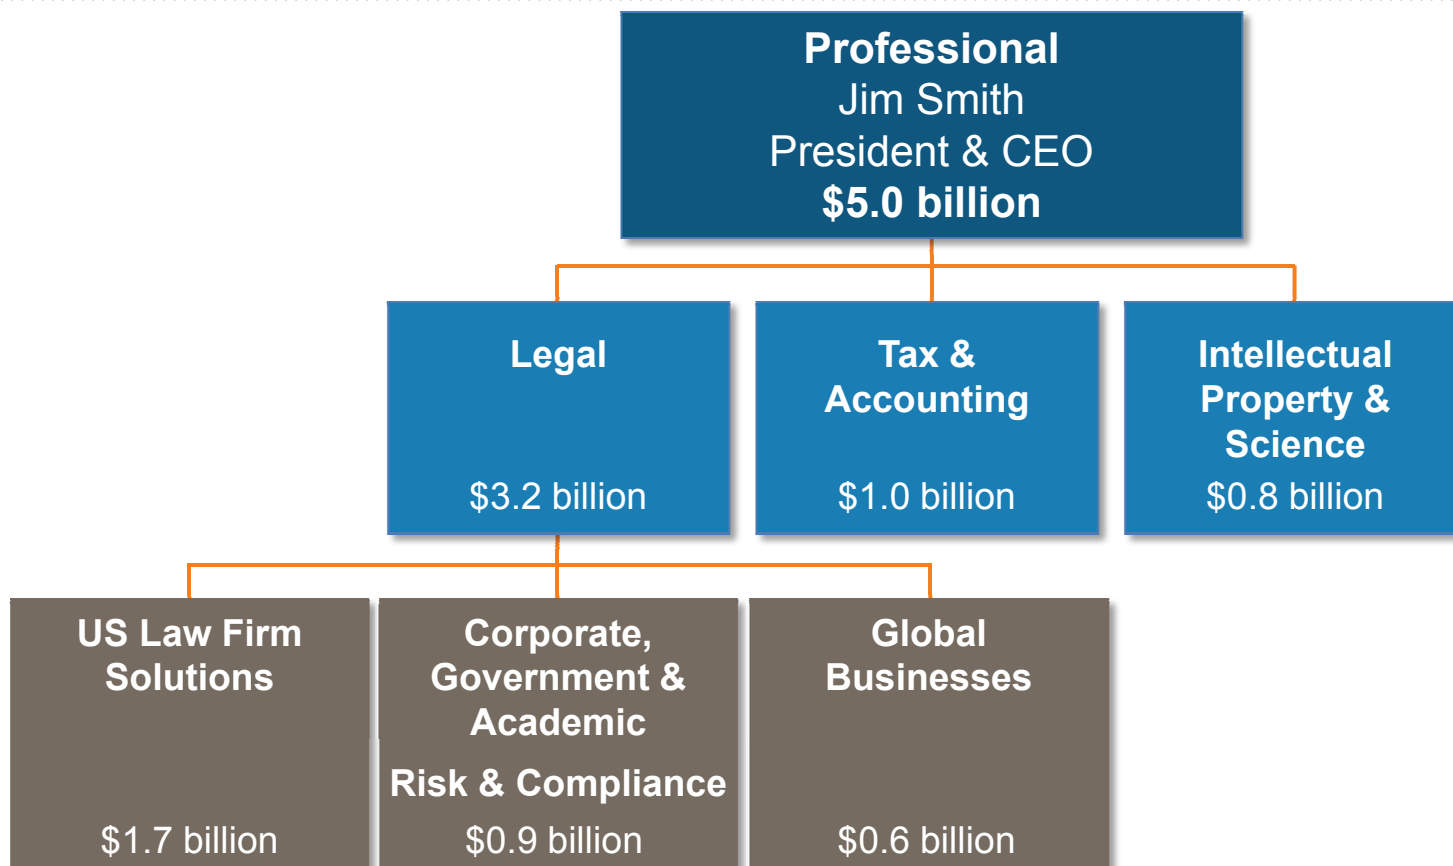 Professional
Jim Smith
President & CEO
$5.0 billion
Legal
$3.2 billion
Tax &
Accounting
$1.0 billion
Intellectual
Property &
Science
$0.8 billion
US Law Firm
Solutions
$1.7 billion
Corporate,
Government &
Academic
Risk & Compliance
$0.9 billion
Global
Businesses
$0.6 billion